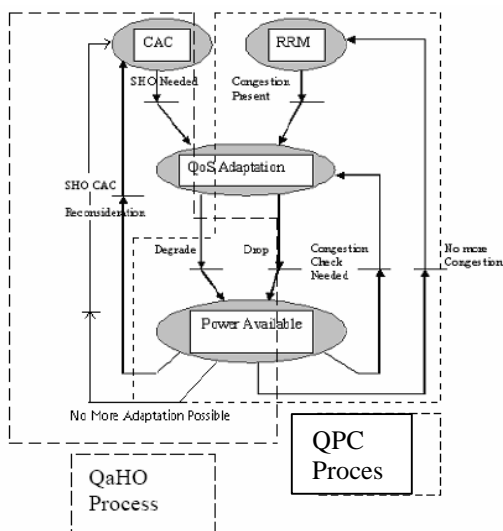 CAC
RRM
SHO Needed
Congestion
Present
QoS Adaptation
SHO CAC
Reconsideration
Degrade
Drop
Congestion
Check
Needed
No more
Congestion
Power Available
No More Adaptation Possible
QPC
Proces
QaHO
Process